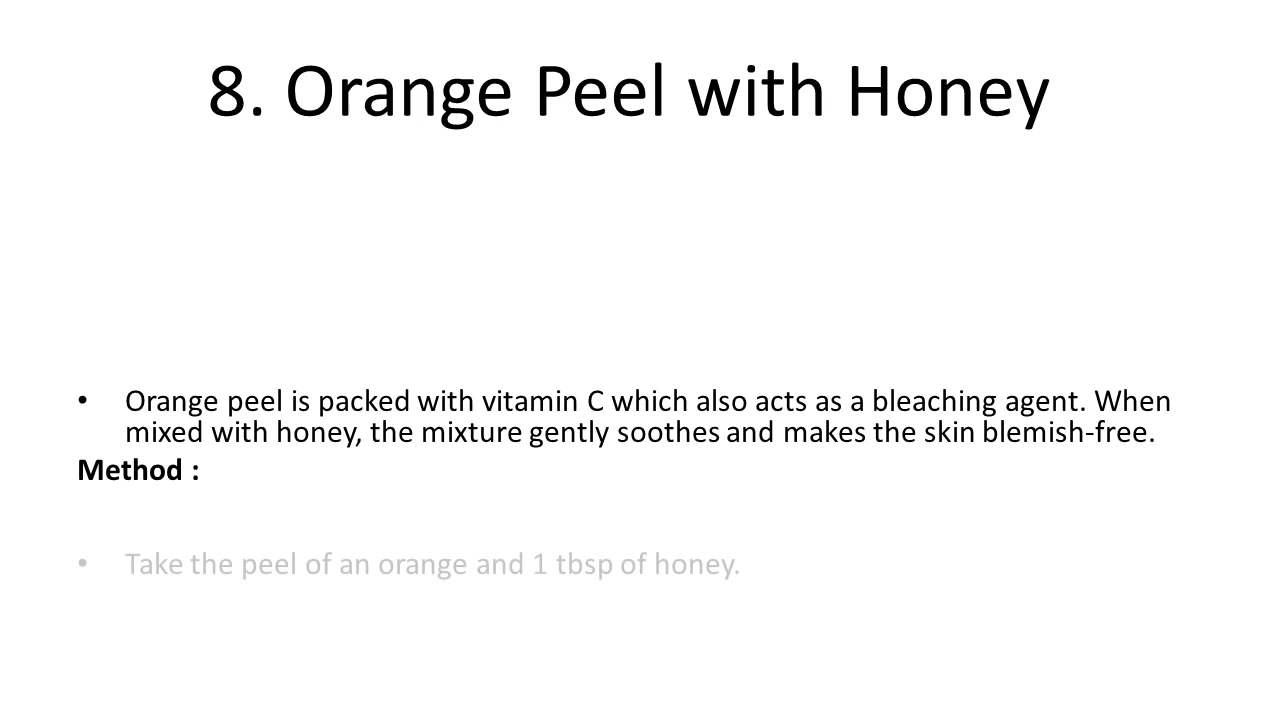 8. Orange Peel with Honey
• Orange peel is packed with vitamin C which also acts as a bleaching agent. When
mixed with honey, the mixture gently soothes and makes the skin blemish-free.
Method :
• Take the peel of an orange and 1 tbsp of honey.